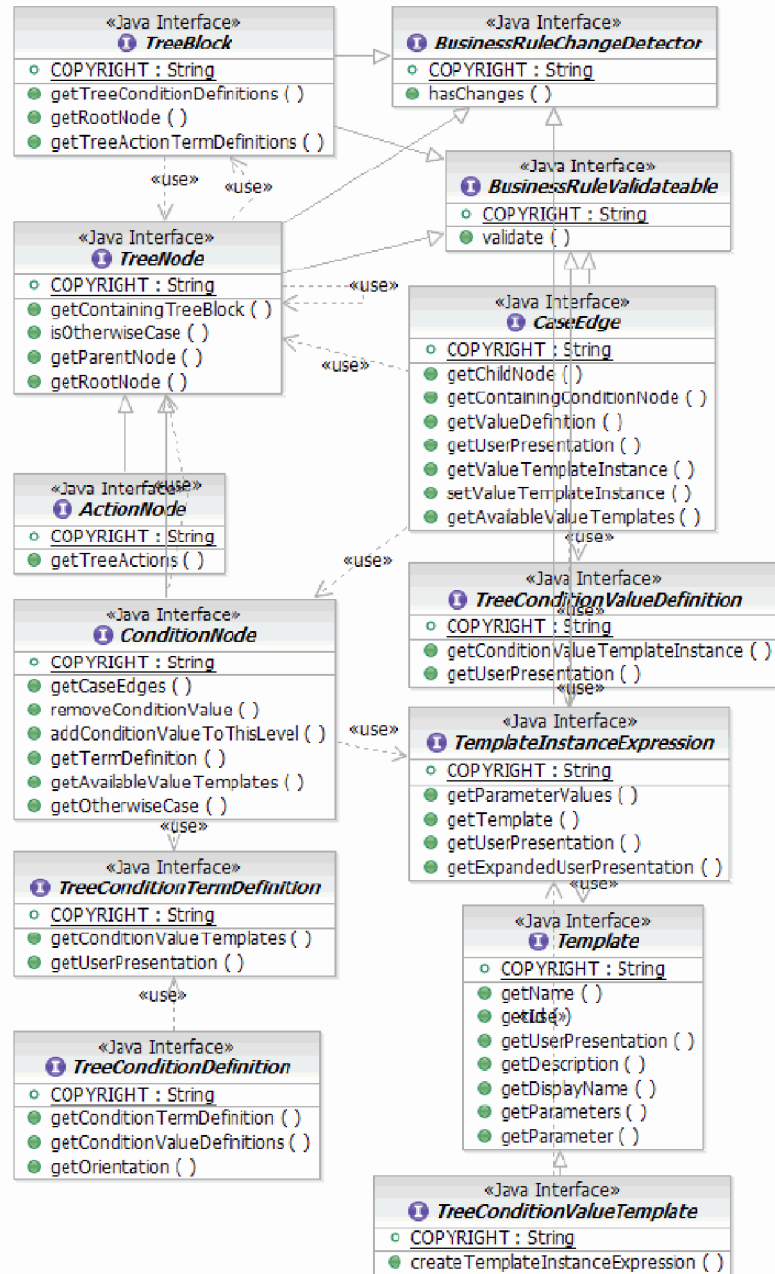 «Java Interface»
TreeBlock
COPYRIGHT : String
getTreeConditionDefinitions ( )
getRootNode ( )
getTreeActionTermDefinitions ( )
«Java Interface»
BusinessRuleChangeDetector
COPYRIGHT : String
hasChanges ( )
«use»
«use»
«Java Interface»
BusinessRuleValidateable
COPYRIGHT : String
validate ( )
«Java Interface»
TreeNode
COPYRIGHT : String
getContainingTreeBlock ( )
isOtherwiseCase ( )
getParentNode ( )
getRootNode ( )
«use»
«use»
«Java Interface»
CaseEdge
COPYRIGHT : String
getChildNode ( )
getContainingConditionNode ( )
getValueDefinition ( )
getUserPresentation ( )
getValueTemplateInstance ( )
setValueTemplateInstance ( )
getAvailableValueTemplates ( )
«use»
«Java Interface»
«use»
ActionNode
COPYRIGHT : String
getTreeActions ( )
«use»
«Java Interface»
TreeConditionValueDefinition
«use»
COPYRIGHT : String
getConditionValueTemplateInstance ( )
getUserPresentation ( )
«use»
«Java Interface»
ConditionNode
COPYRIGHT : String
getCaseEdges ( )
removeConditionValue ( )
addConditionValueToThisLevel ( )
getTermDefinition ( )
getAvailableValueTemplates ( )
getOtherwiseCase ( )
«use»
«use»
«Java Interface»
TemplateInstanceExpression
COPYRIGHT : String
getParameterValues ( )
getTemplate ( )
getUserPresentation ( )
getExpandedUserPresentation ( )
«use»
«Java Interface»
TreeConditionTermDefinition
COPYRIGHT : String
getConditionValueTemplates ( )
getUserPresentation ( )
«use»
«Java Interface»
Template
COPYRIGHT : String
getName ( )
getId ( )
«use»
getUserPresentation ( )
getDescription ( )
getDisplayName ( )
getParameters ( )
getParameter ( )
«Java Interface»
TreeConditionDefinition
COPYRIGHT : String
getConditionTermDefinition ( )
getConditionValueDefinitions ( )
getOrientation ( )
«Java Interface»
TreeConditionValueTemplate
COPYRIGHT : String
createTemplateInstanceExpression ( )